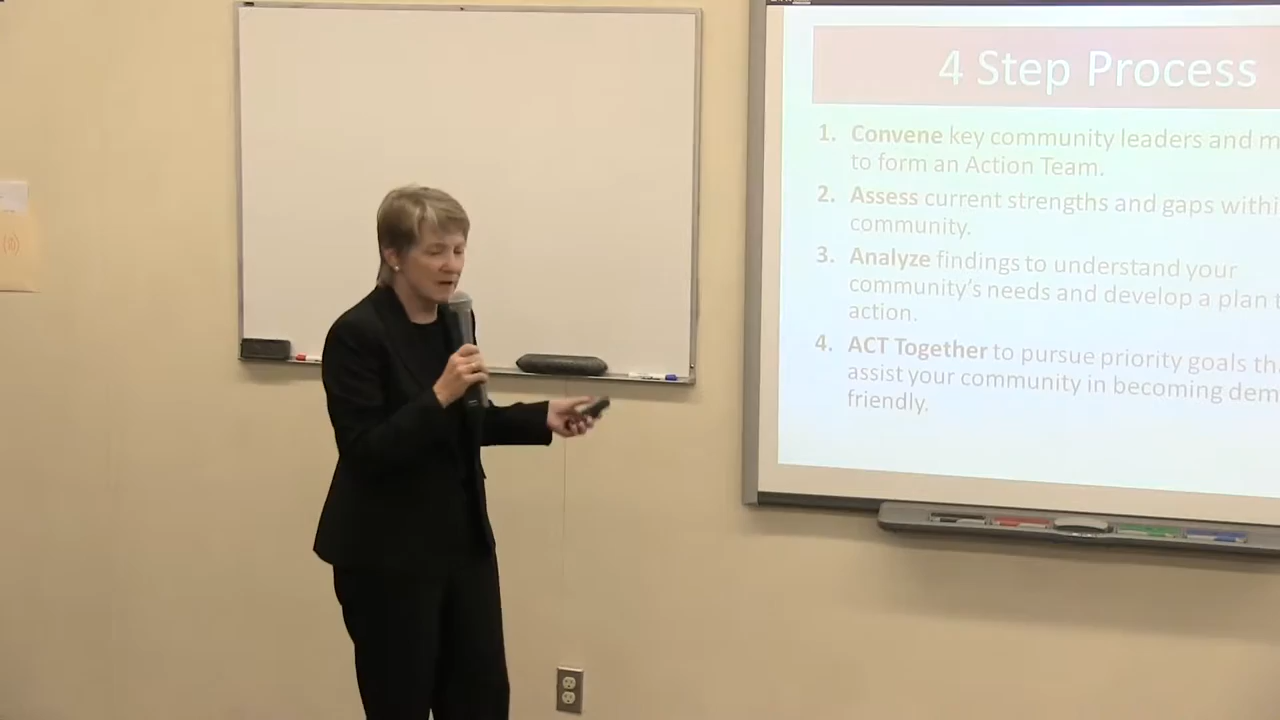 4 Step Process
1. Convene key community leaders and m
to form an Action Team.
2. Assess current strengths and gaps withi
community.
3. Analyze findings to understand your
community's needs and develop a plan
action.
4. ACT Together to pursue priority goals th
assist your community in becoming dem
friendly.